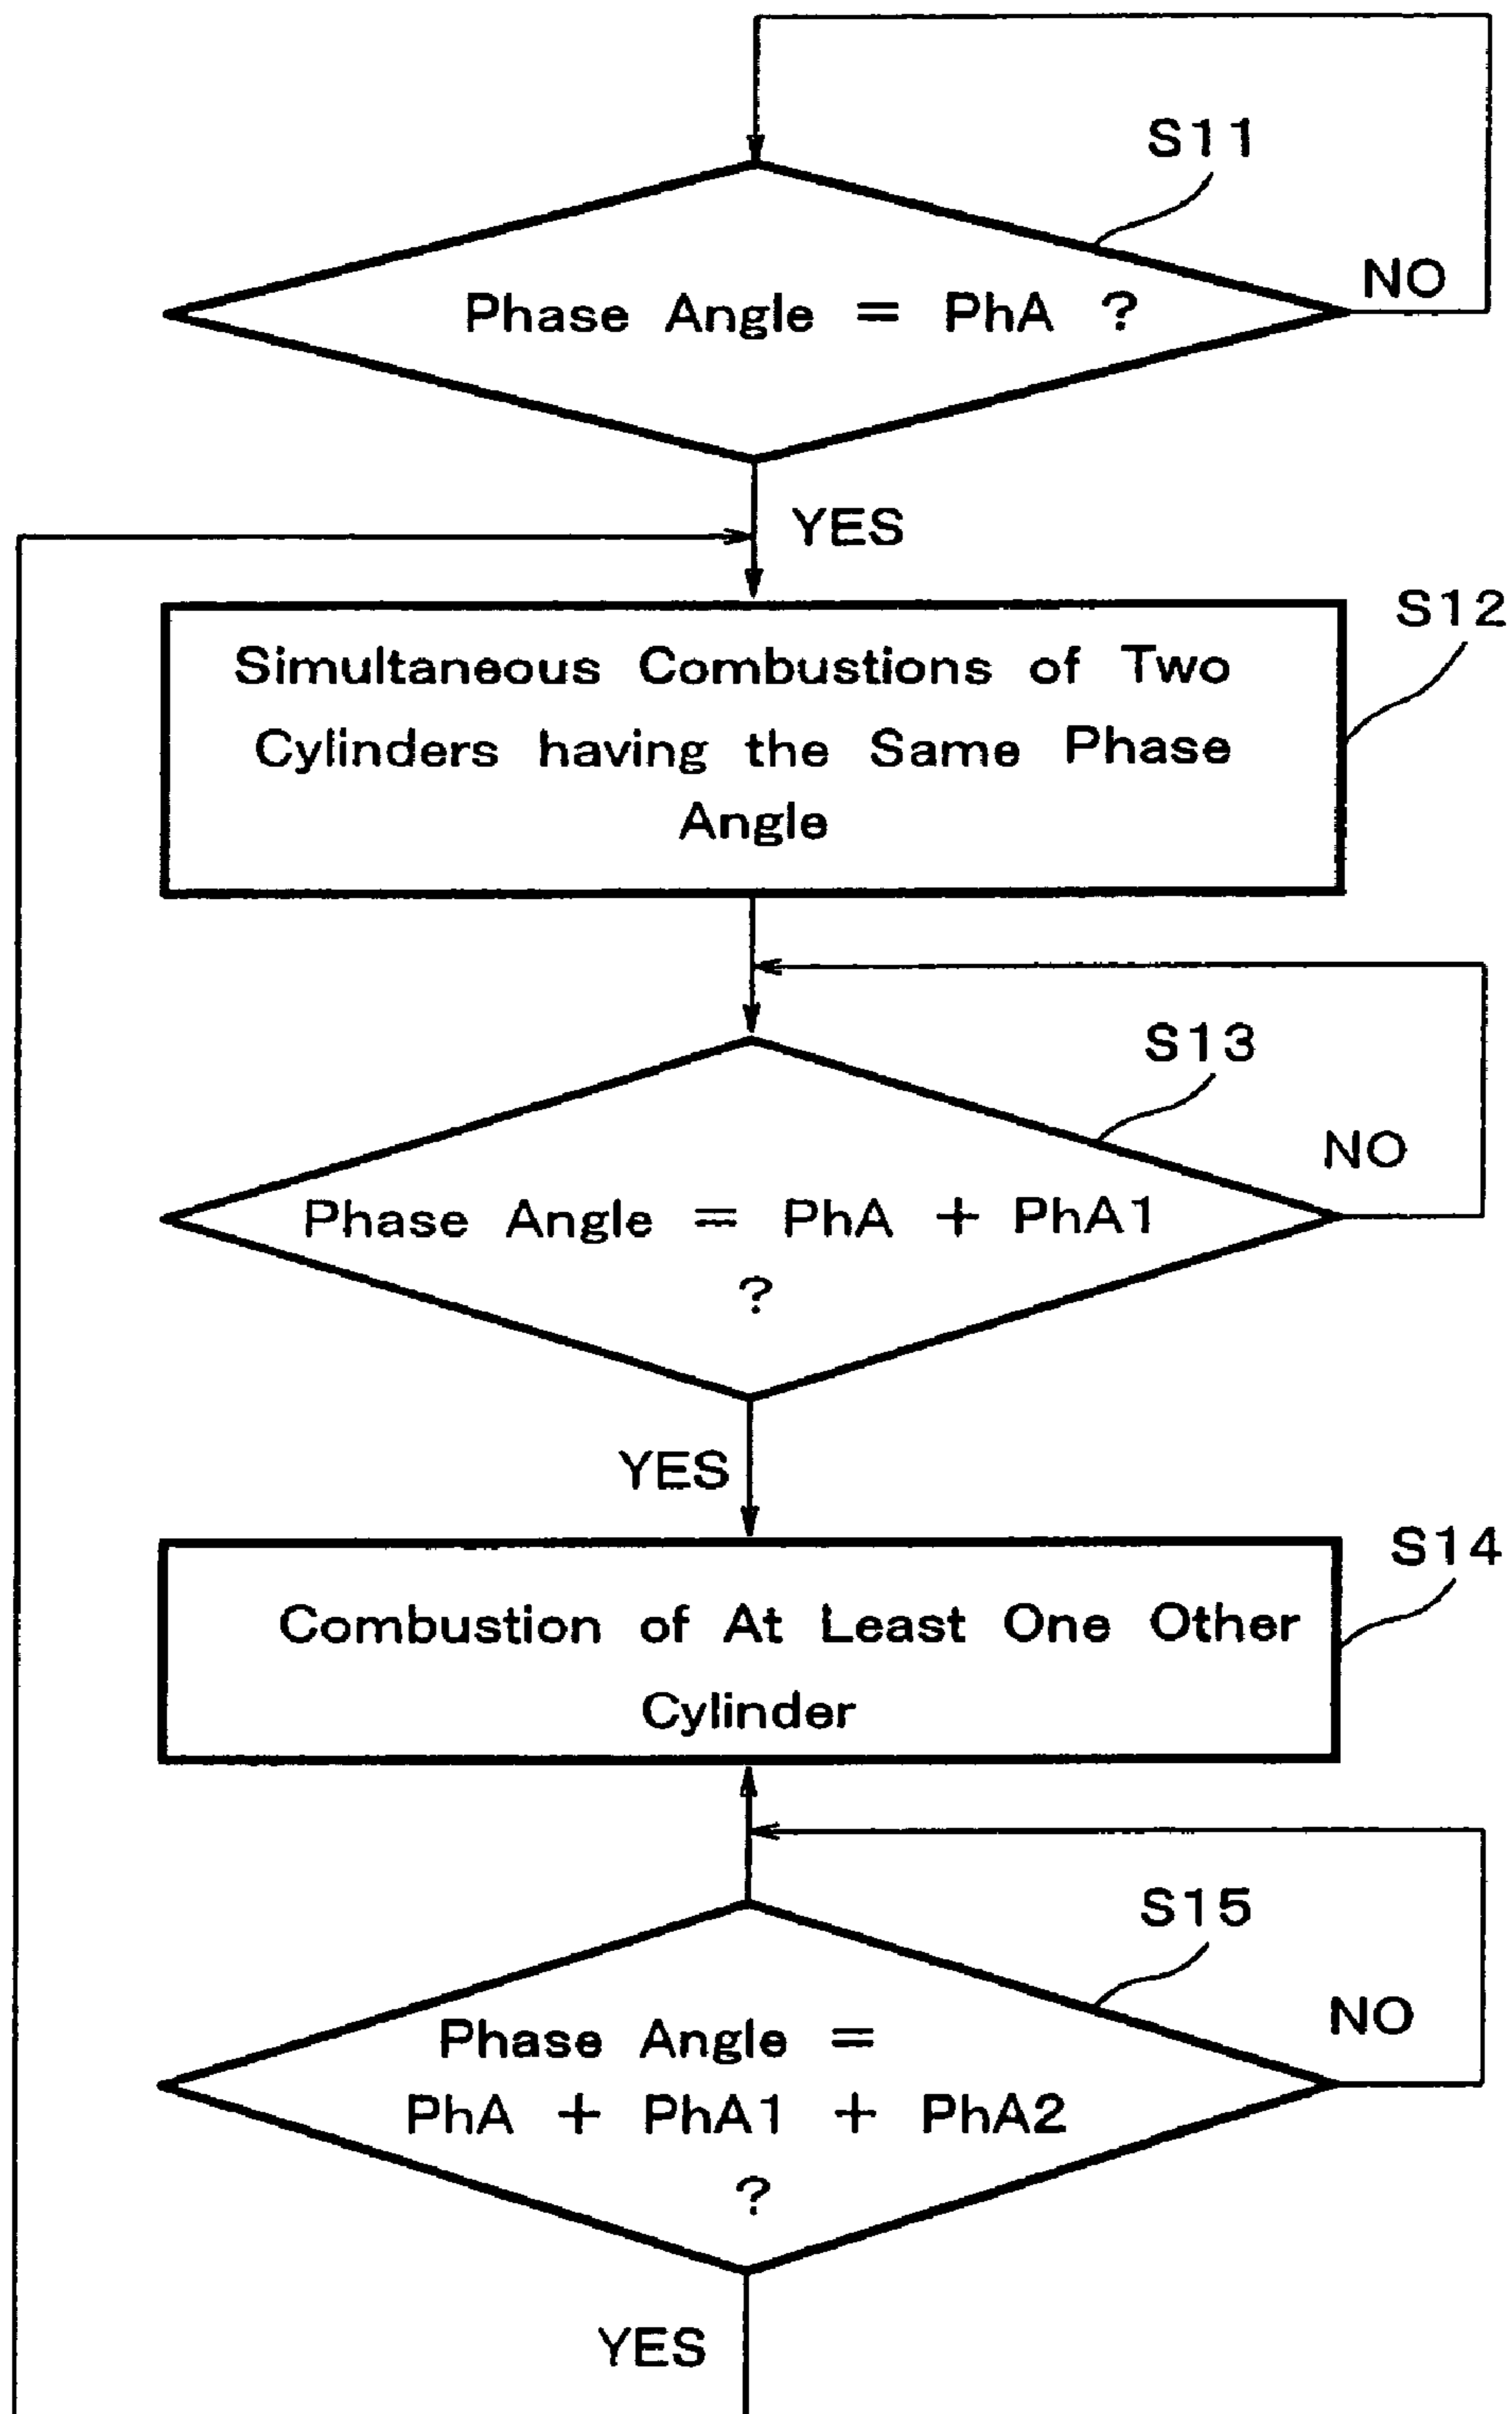 S11
Phase Angle = PhA ?
NO
YES
S12
Simultaneous Combustions of Two
Cylinders having the Same Phase
Angle
S13
NO
Phase Angle = PhA + PhA1
?
YES
S14
Combustion of At Least One Other
Cylinder
S15
NO
Phase Angle =
PhA + PhA1 + PhA2
?
YES